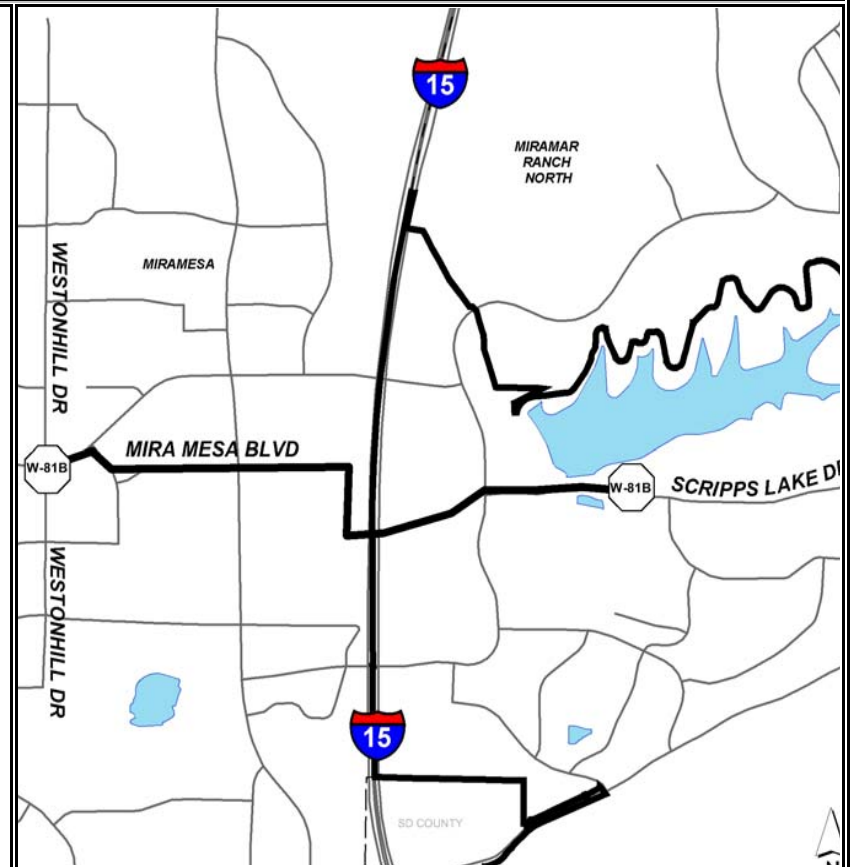 15
MIRAMAR
RANCH
NORTH
WESTONHILL DR
MIRAMESA
MIRA MESA BLVD
W-81B
W-81B
SCRIPPS LAKE D
WESTONHILL DR
15
SD COUNTY